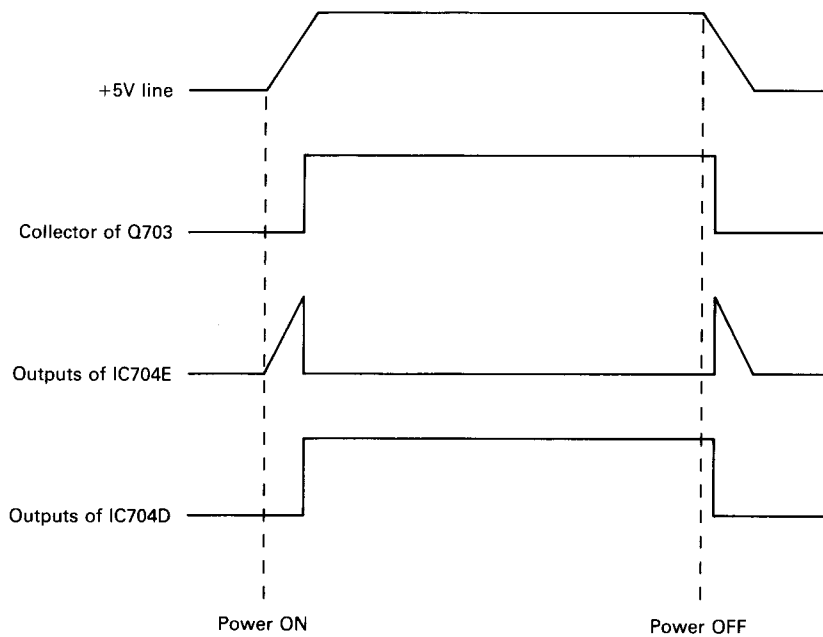 +5V line
Collector of Q703
Outputs of IC704E
Outputs of IC704D
Power ON
Power OFF